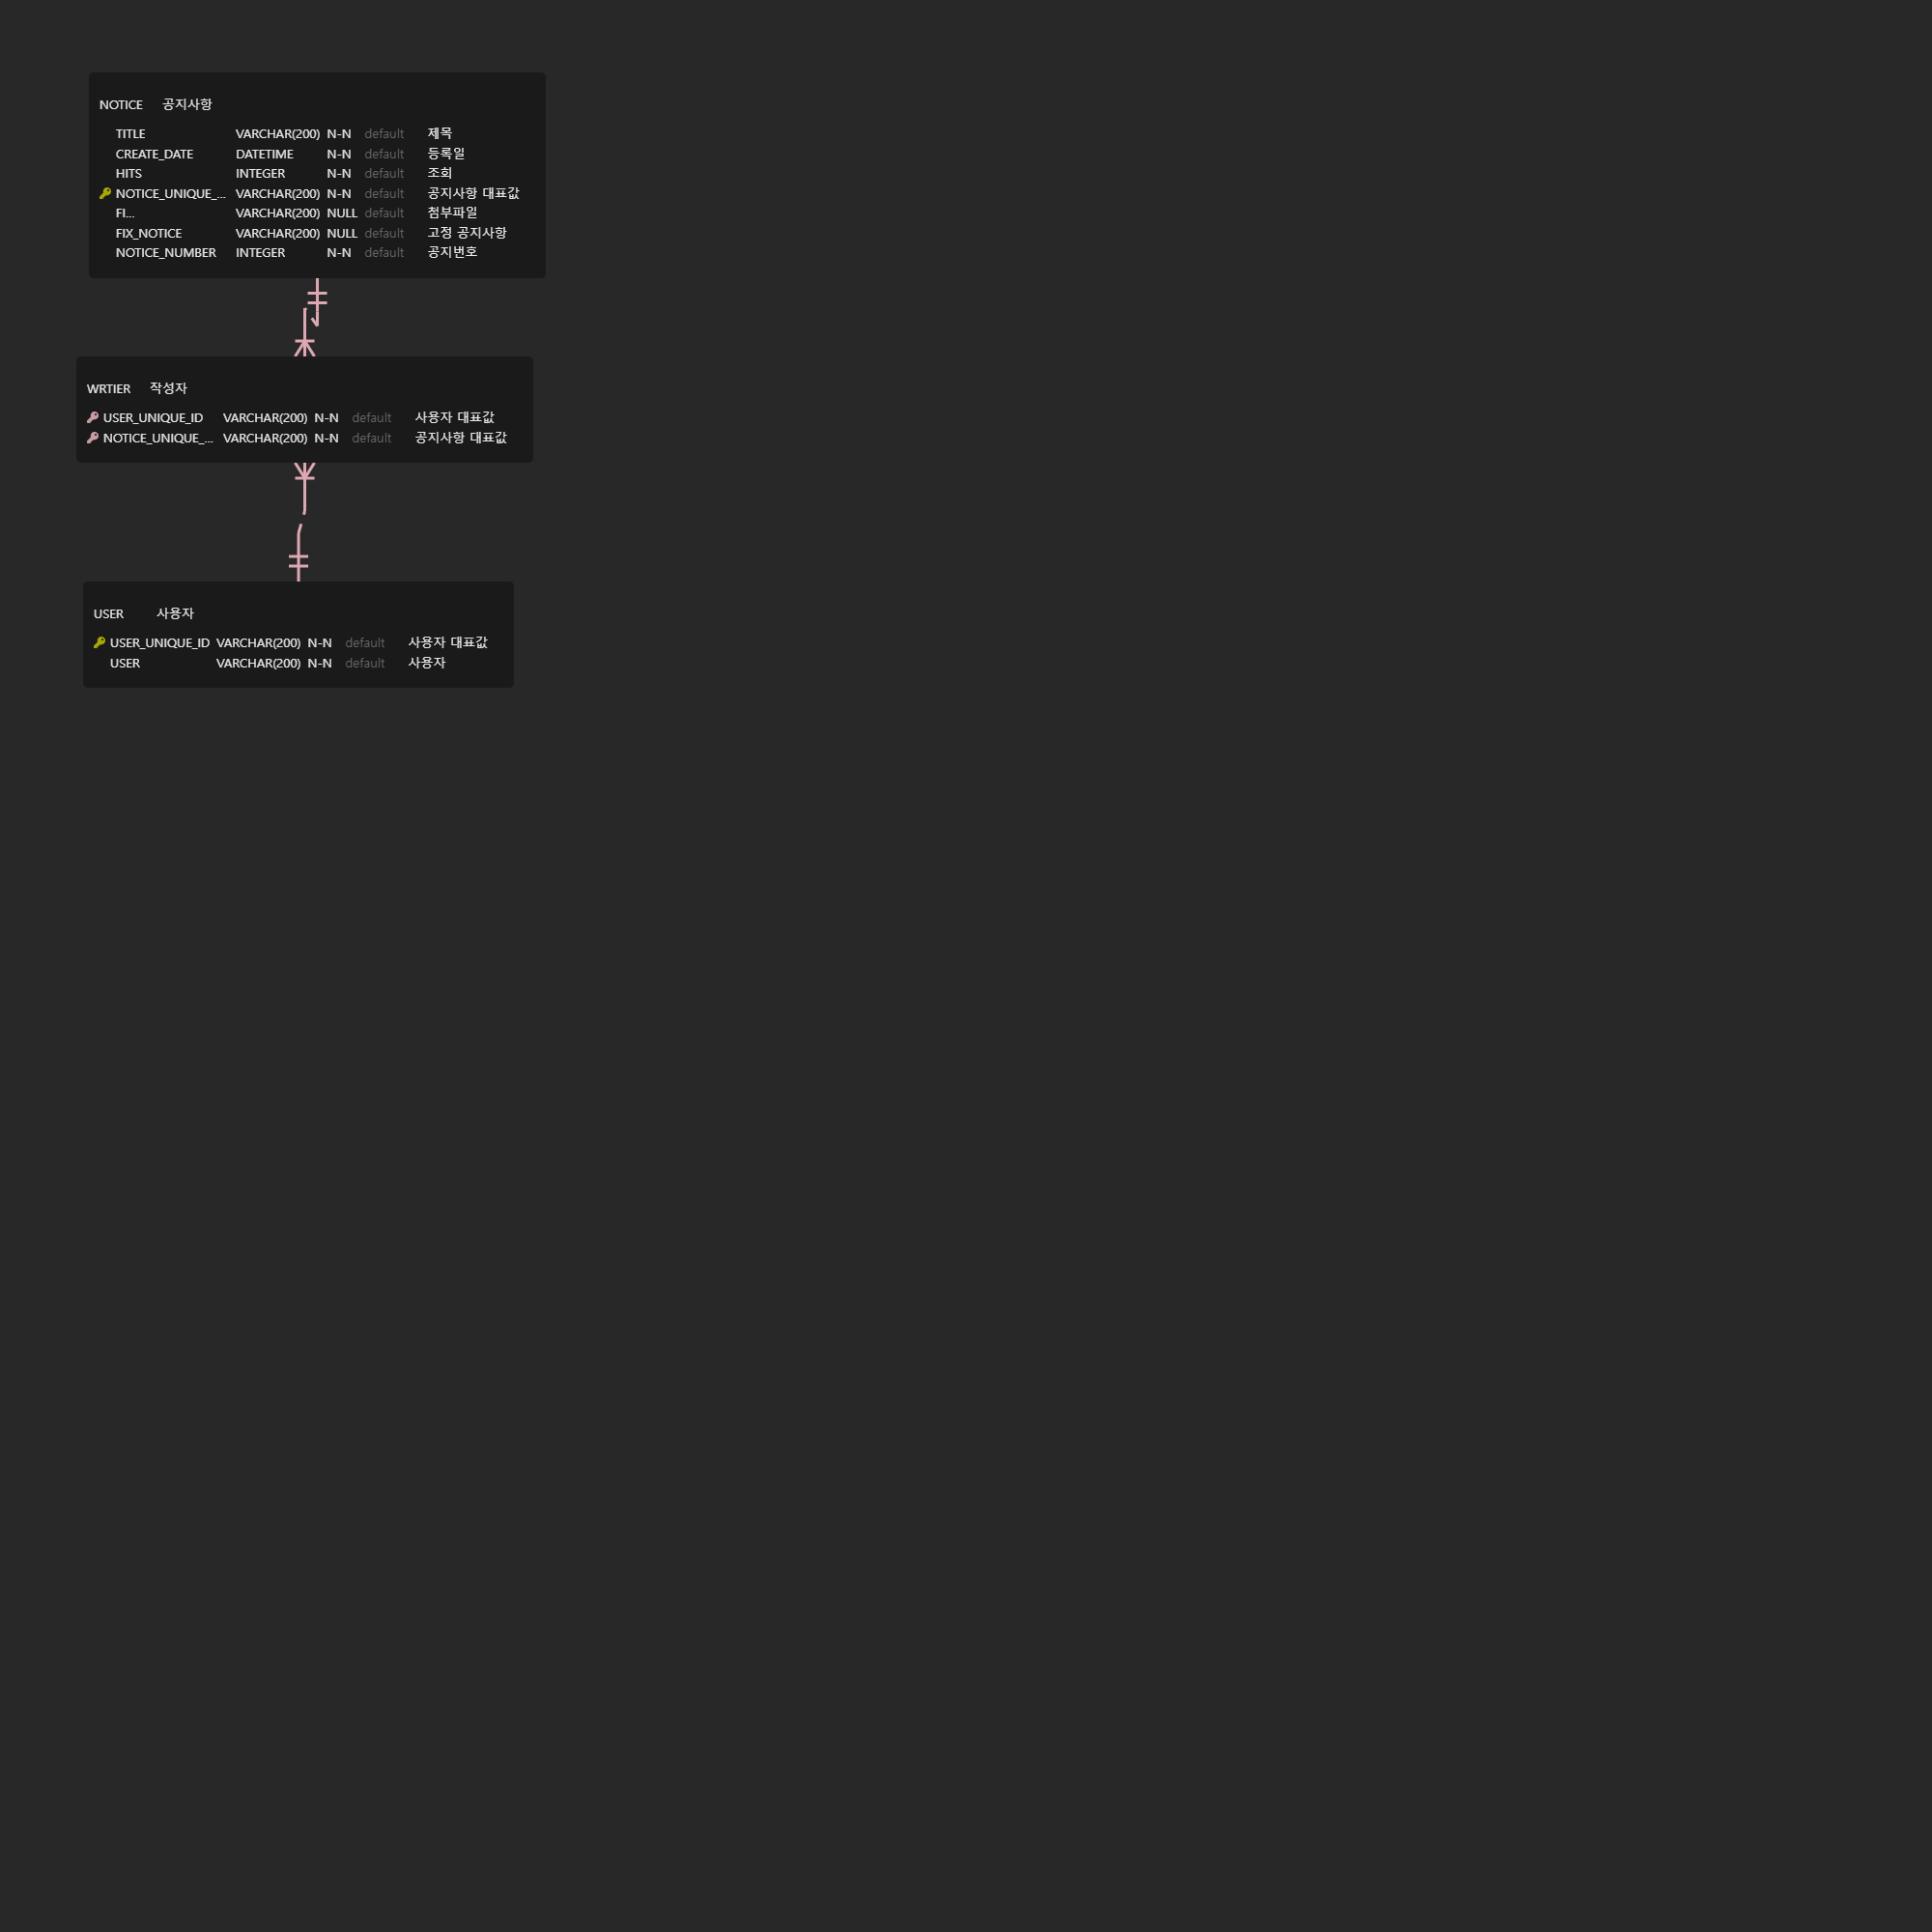 NOTICE 공지사항
TITLE VARCHAR(200) N-N default 제목
CREATE_DATE DATETIME N-N default 등록일
HITS INTEGER N-N default 조회
NOTICE_UNIQUE_... VARCHAR(200) N-N default 공지사항 대표값
FI... VARCHAR(200) NULL default 첨부파일
FIX_NOTICE VARCHAR(200) NULL default 고정 공지사항
NOTICE_NUMBER INTEGER N-N default 공지번호
WRTIER 작성자
USER_UNIQUE_ID VARCHAR(200) N-N default 사용자 대표값
NOTICE_UNIQUE_... VARCHAR(200) N-N default 공지사항 대표값
USER 사용자
USER_UNIQUE_ID VARCHAR(200) N-N default 사용자 대표값
USER VARCHAR(200) N-N default 사용자